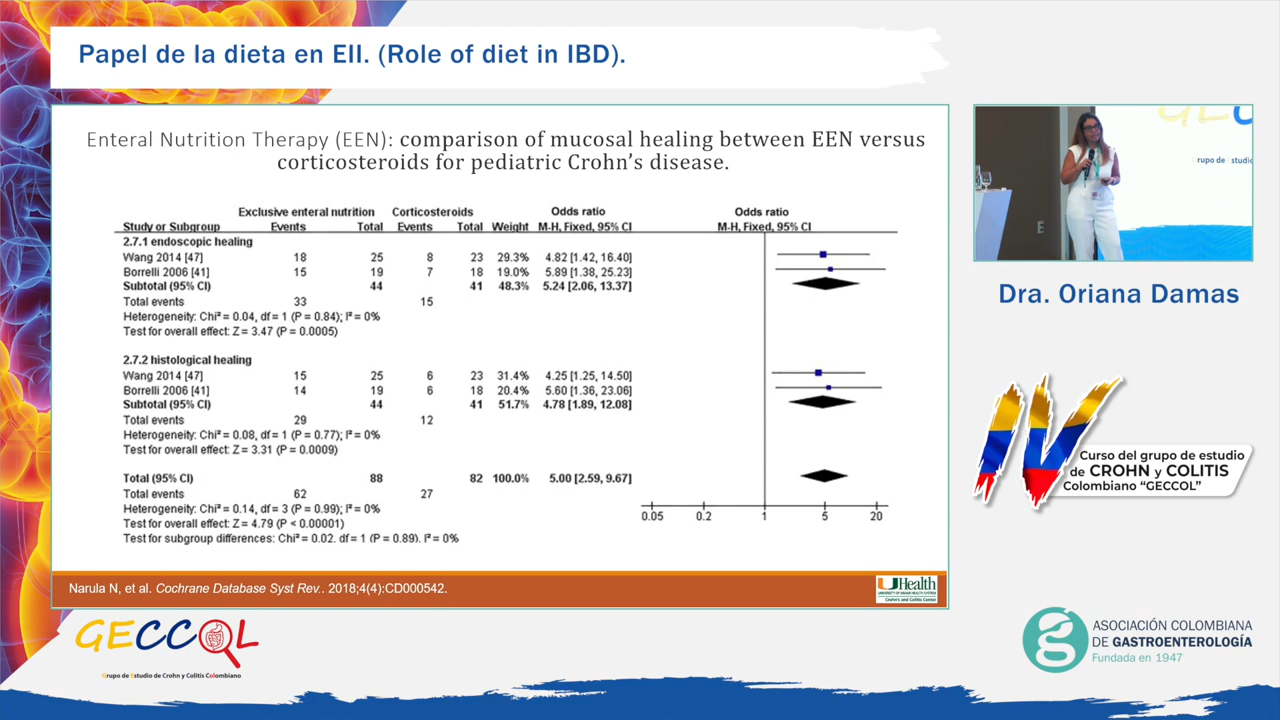 Papel de la dieta en EII. (Role of diet in IBD).
Enteral Nutrition Therapy (EEN): comparison of mucosal healing between EEN versus
corticosteroids for pediatric Crohn's disease.
Exclusive enteral nutrition Corticosteroids Odds ratio Odds ratio
Study or Subgroup Events Total Events Total Weight M-H, Fixed, 95% CI M-H, Fixed, 95% CI
2.7.1 endoscopic healing
Wang 2014 [47] 18 25 8 23 29.3% 4.82 [1.42, 16.40]
Borrelli 2006 [41] 15 19 7 18 19.0% 5.89 [1.38, 25.23]
Subtotal (95% CI) 44 41 48.3% 5.24 [2.06, 13.37]
Total events 33 15
Heterogeneity: Chi² = 0.04, df = 1 (P = 0.84); I² = 0%
Test for overall effect: Z = 3.47 (P = 0.0005)
2.7.2 histological healing
Wang 2014 [47] 15 25 6 23 31.4% 4.25 [1.25, 14.50]
Borrelli 2006 [41] 14 19 6 18 20.4% 5.60 [1.36, 23.06]
Subtotal (95% CI) 44 41 51.7% 4.78 [1.89, 12.08]
Total events 29 12
Heterogeneity: Chi² = 0.08, df = 1 (P = 0.77); I² = 0%
Test for overall effect: Z = 3.31 (P = 0.0009)
Total (95% CI) 88 82 100.0% 5.00 [2.59, 9.67]
Total events 62 27
Heterogeneity: Chi² = 0.14, df = 3 (P = 0.99); I² = 0%
Test for overall effect: Z = 4.79 (P < 0.00001)
Test for subgroup differences: Chi² = 0.02, df = 1 (P = 0.89), I² = 0%
0.05 0.2 1 5 20
Narula N, et al. Cochrane Database Syst Rev.. 2018;4(4):CD000542.
UHealth
UNIVERSITY OF MIAMI HEALTH SYSTEM
Crohn's and Colitis Center
rupo de studio
Dra. Oriana Damas
IV
Curso del grupo de estudio
de CROHN y COLITIS
Colombiano "GECCOL"
GECCOL
Grupo de Estudio de Crohn y Colitis Colombiano
ASOCIACIÓN COLOMBIANA
DE GASTROENTEROLOGÍA
Fundada en 1947